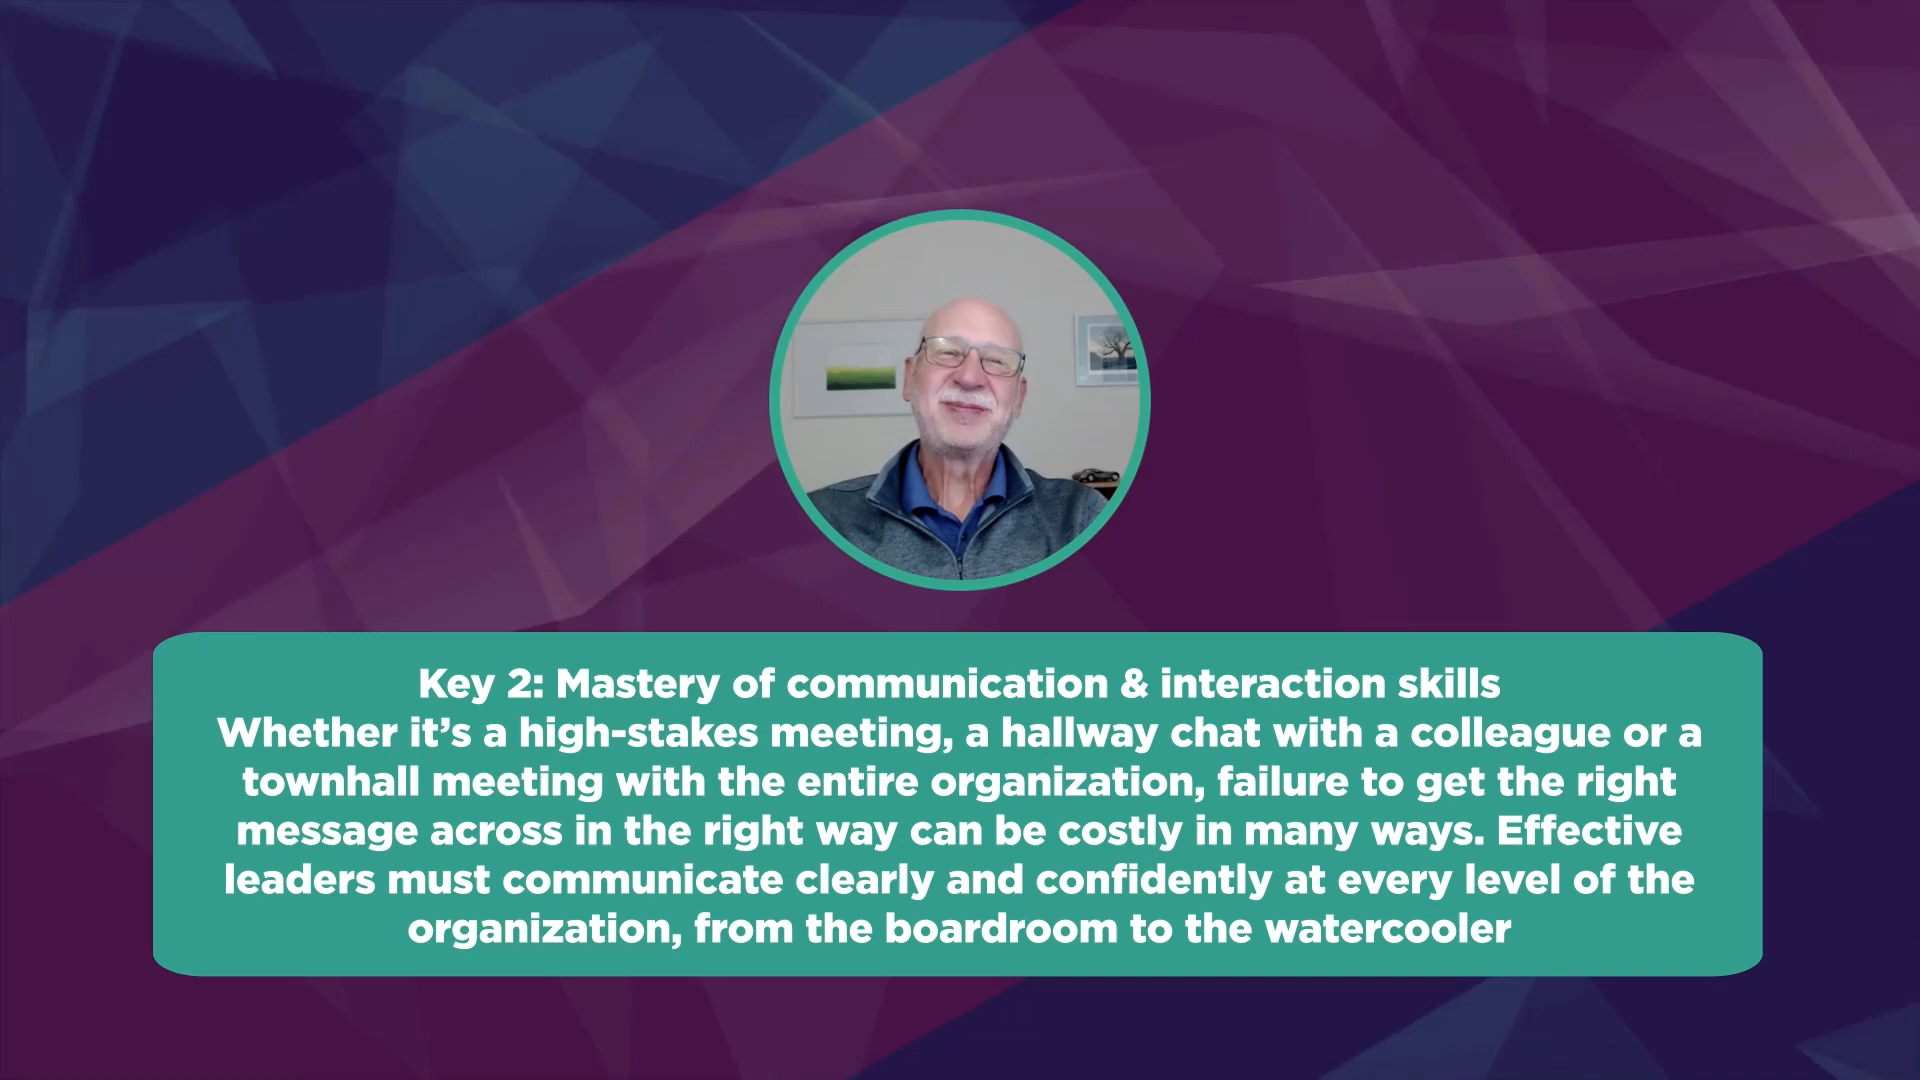 Key 2: Mastery of communication & interaction skills
Whether it’s a high-stakes meeting, a hallway chat with a colleague or a
townhall meeting with the entire organization, failure to get the right
message across in the right way can be costly in many ways. Effective
leaders must communicate clearly and confidently at every level of the
organization, from the boardroom to the watercooler